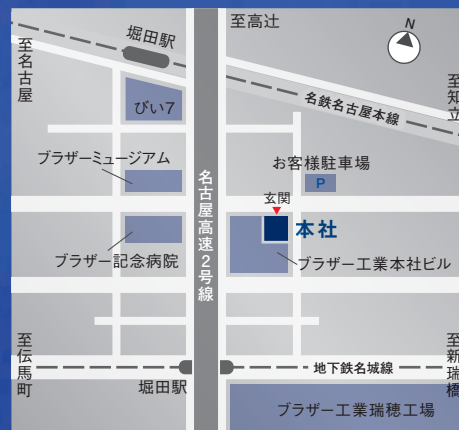 至高辻
N
堀田駅
至名古屋
至知立
びい7
名鉄名古屋本線
ブラザーミュージアム
お客様駐車場
P
名古屋高速2号線
玄関
本社
ブラザー記念病院
ブラザー工業本社ビル
至伝馬町
至新瑞橋
地下鉄名城線
堀田駅
ブラザー工業瑞穂工場